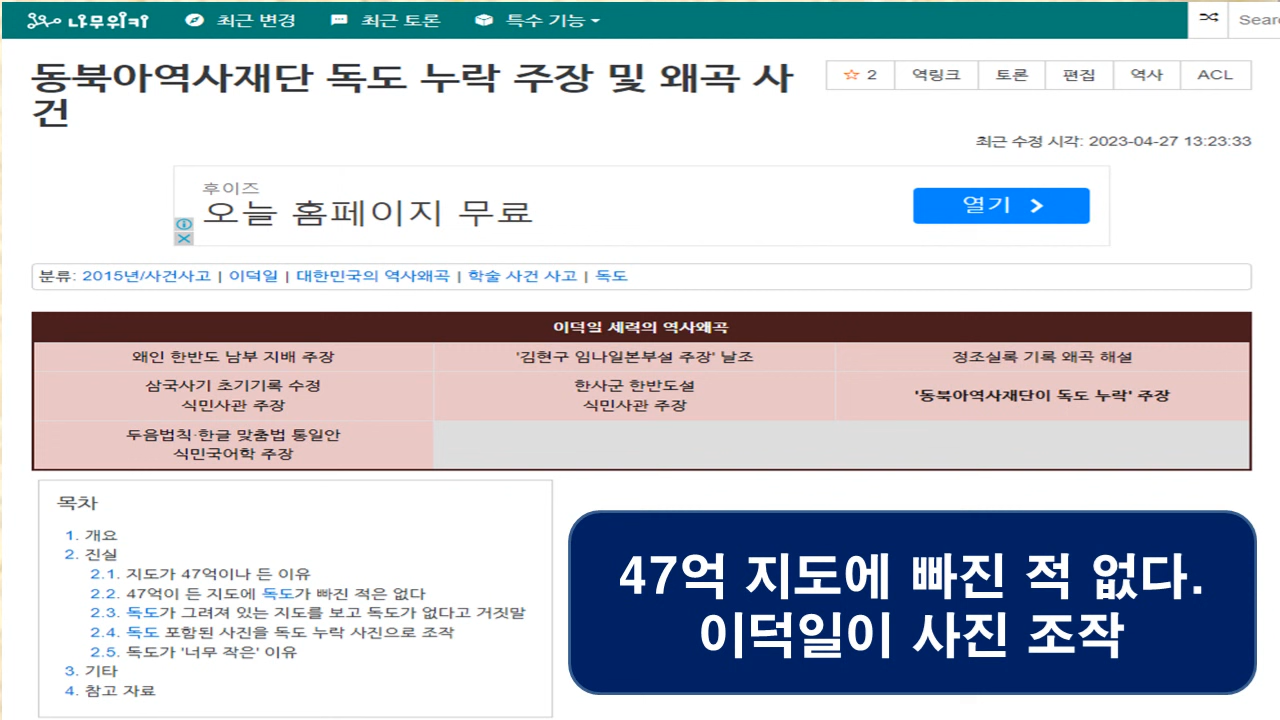 나무위키 최근 변경 최근 토론 특수 기능
동북아역사재단 독도 누락 주장 및 왜곡 사
건
2 역링크 토론 편집 역사 ACL
최근 수정 시각: 2023-04-27 13:23:33
후이즈
오늘 홈페이지 무료
열기
분류: 2015년/사건사고 | 이덕일 | 대한민국의 역사왜곡 | 학술 사건 사고 | 독도
이덕일 세력의 역사왜곡
왜인 한반도 남부 지배 주장
'김현구 임나일본부설 주장' 날조
정조실록 기록 왜곡 해설
삼국사기 초기기록 수정
식민사관 주장
한사군 한반도설
식민사관 주장
'동북아역사재단이 독도 누락' 주장
두음법칙·한글 맞춤법 통일안
식민국어학 주장
목차
1. 개요
2. 진실
2.1. 지도가 47억이나 든 이유
2.2. 47억이 든 지도에 독도가 빠진 적은 없다
2.3. 독도가 그려져 있는 지도를 보고 독도가 없다고 거짓말
2.4. 독도 포함된 사진을 독도 누락 사진으로 조작
2.5. 독도가 '너무 작은' 이유
3. 기타
4. 참고 자료
47억 지도에 빠진 적 없다.
이덕일이 사진 조작